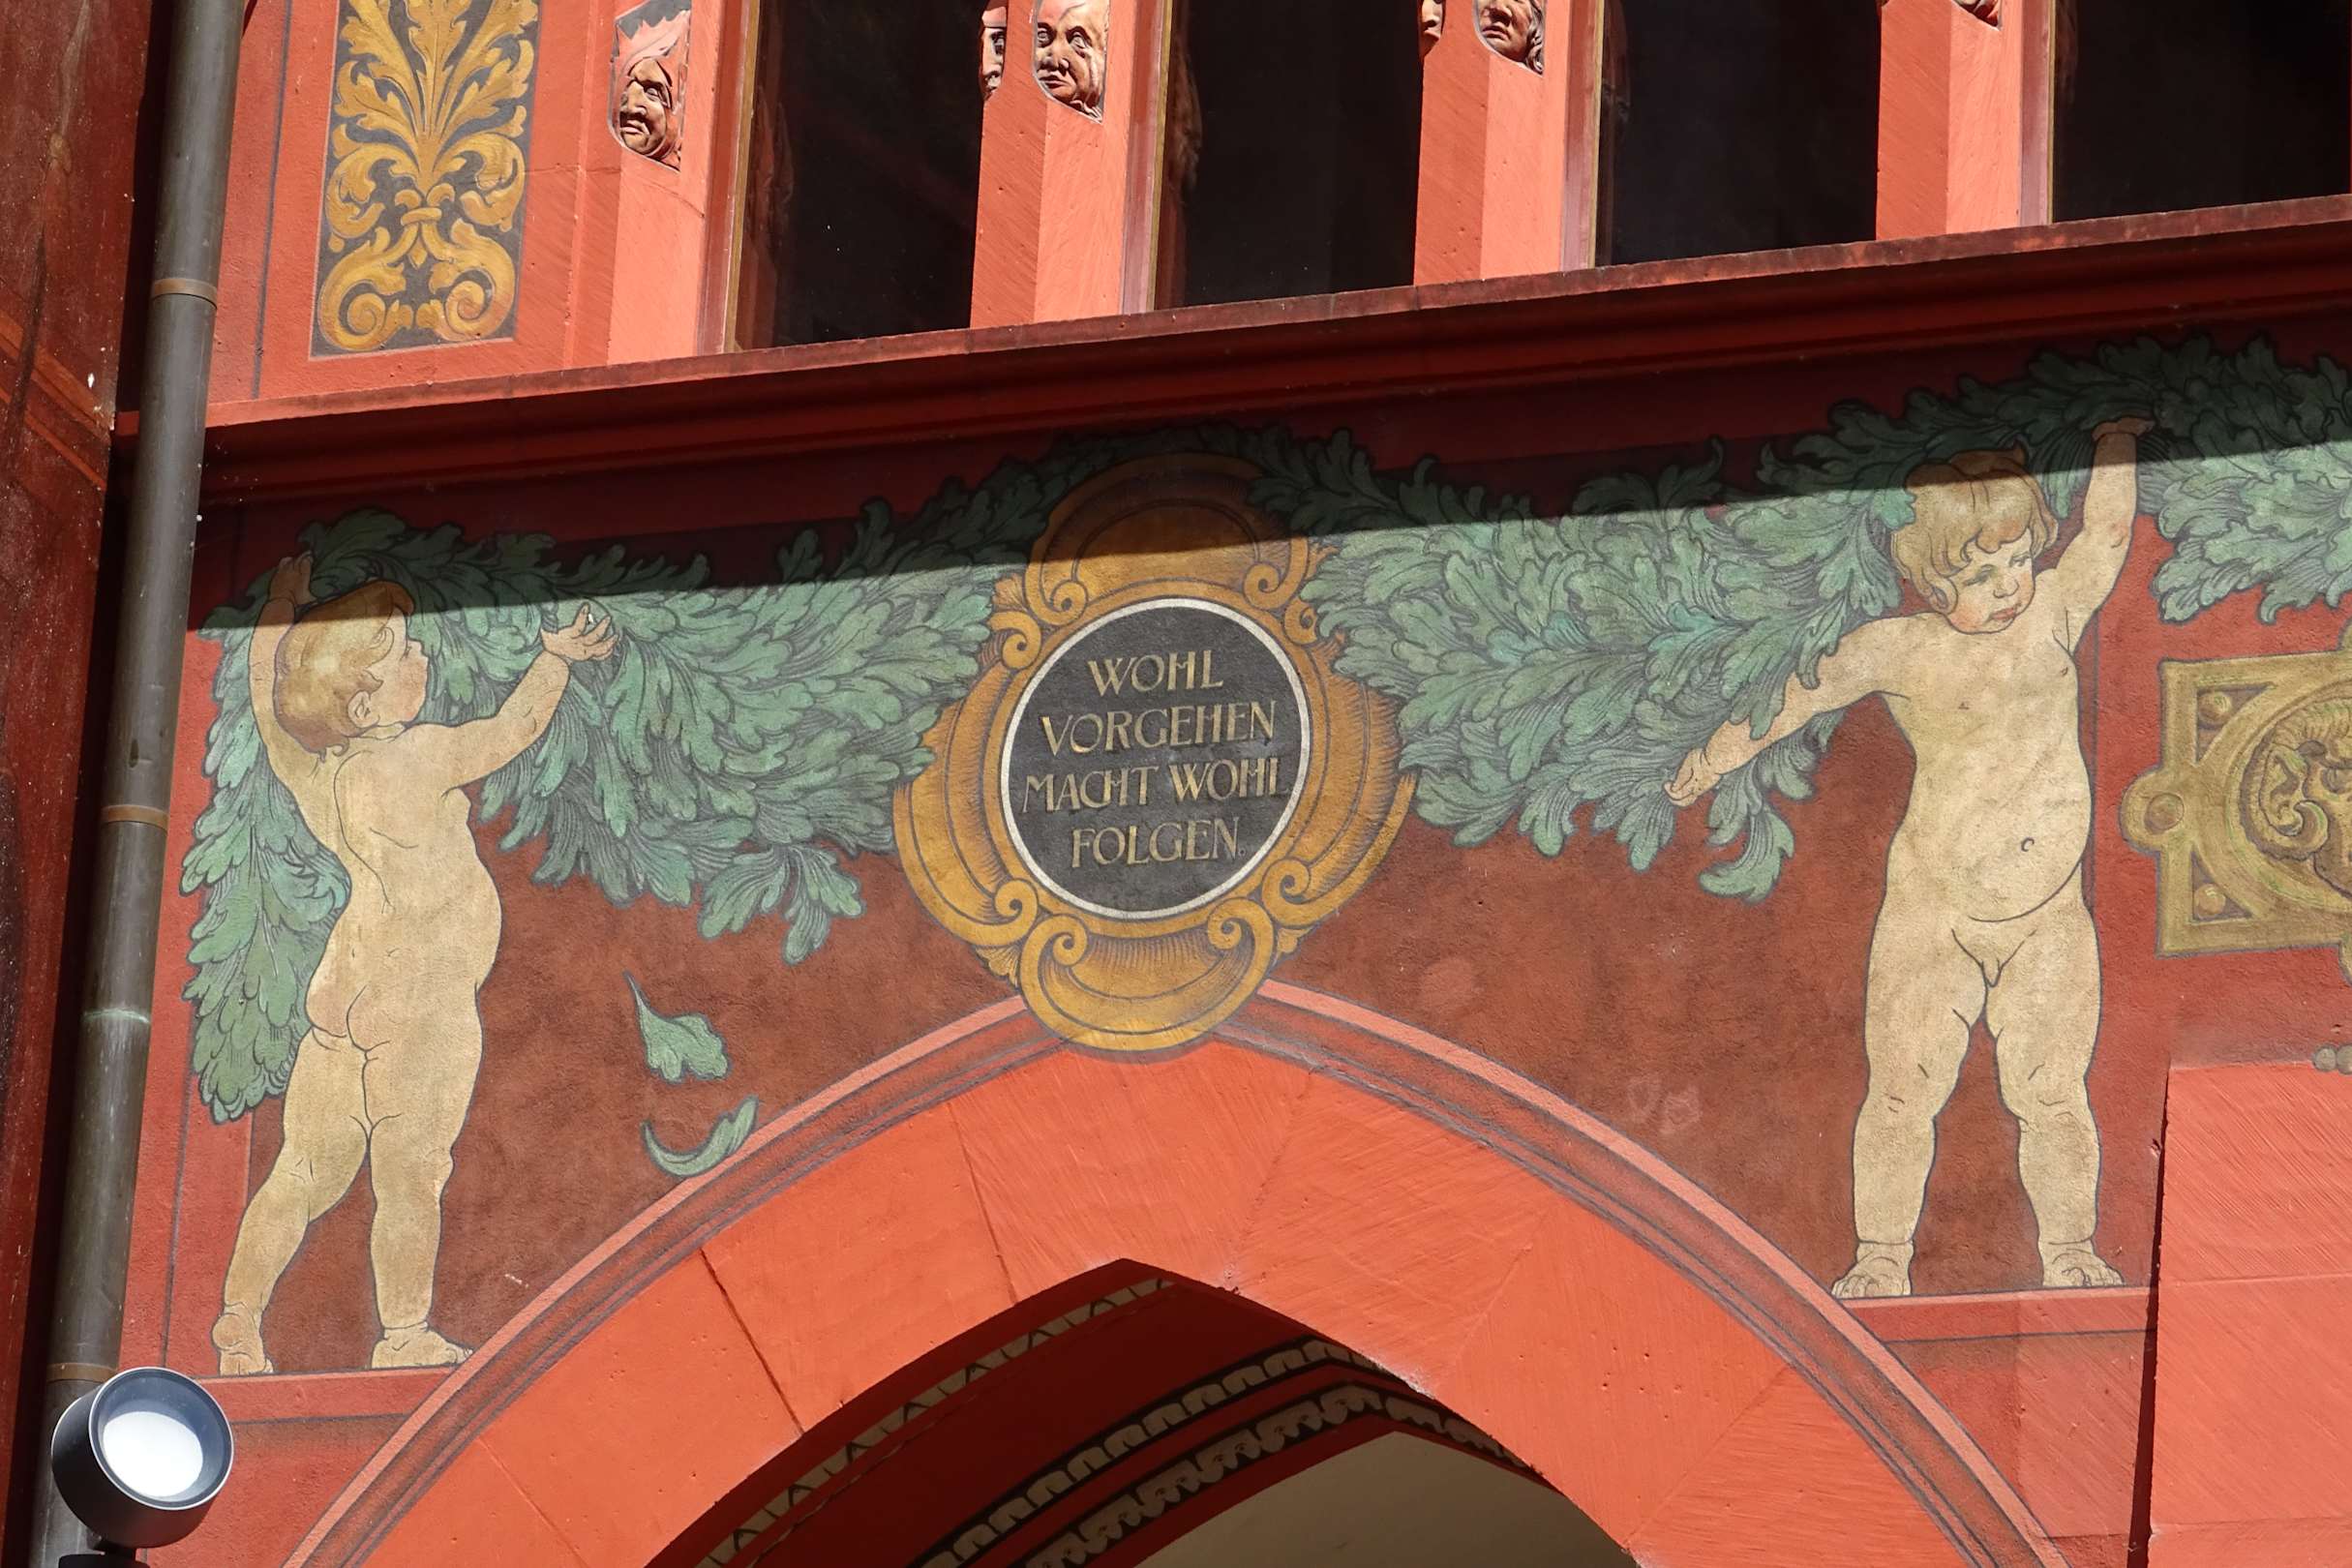 WOHL
VORGEHEN
MACHT WOHL
FOLGEN.